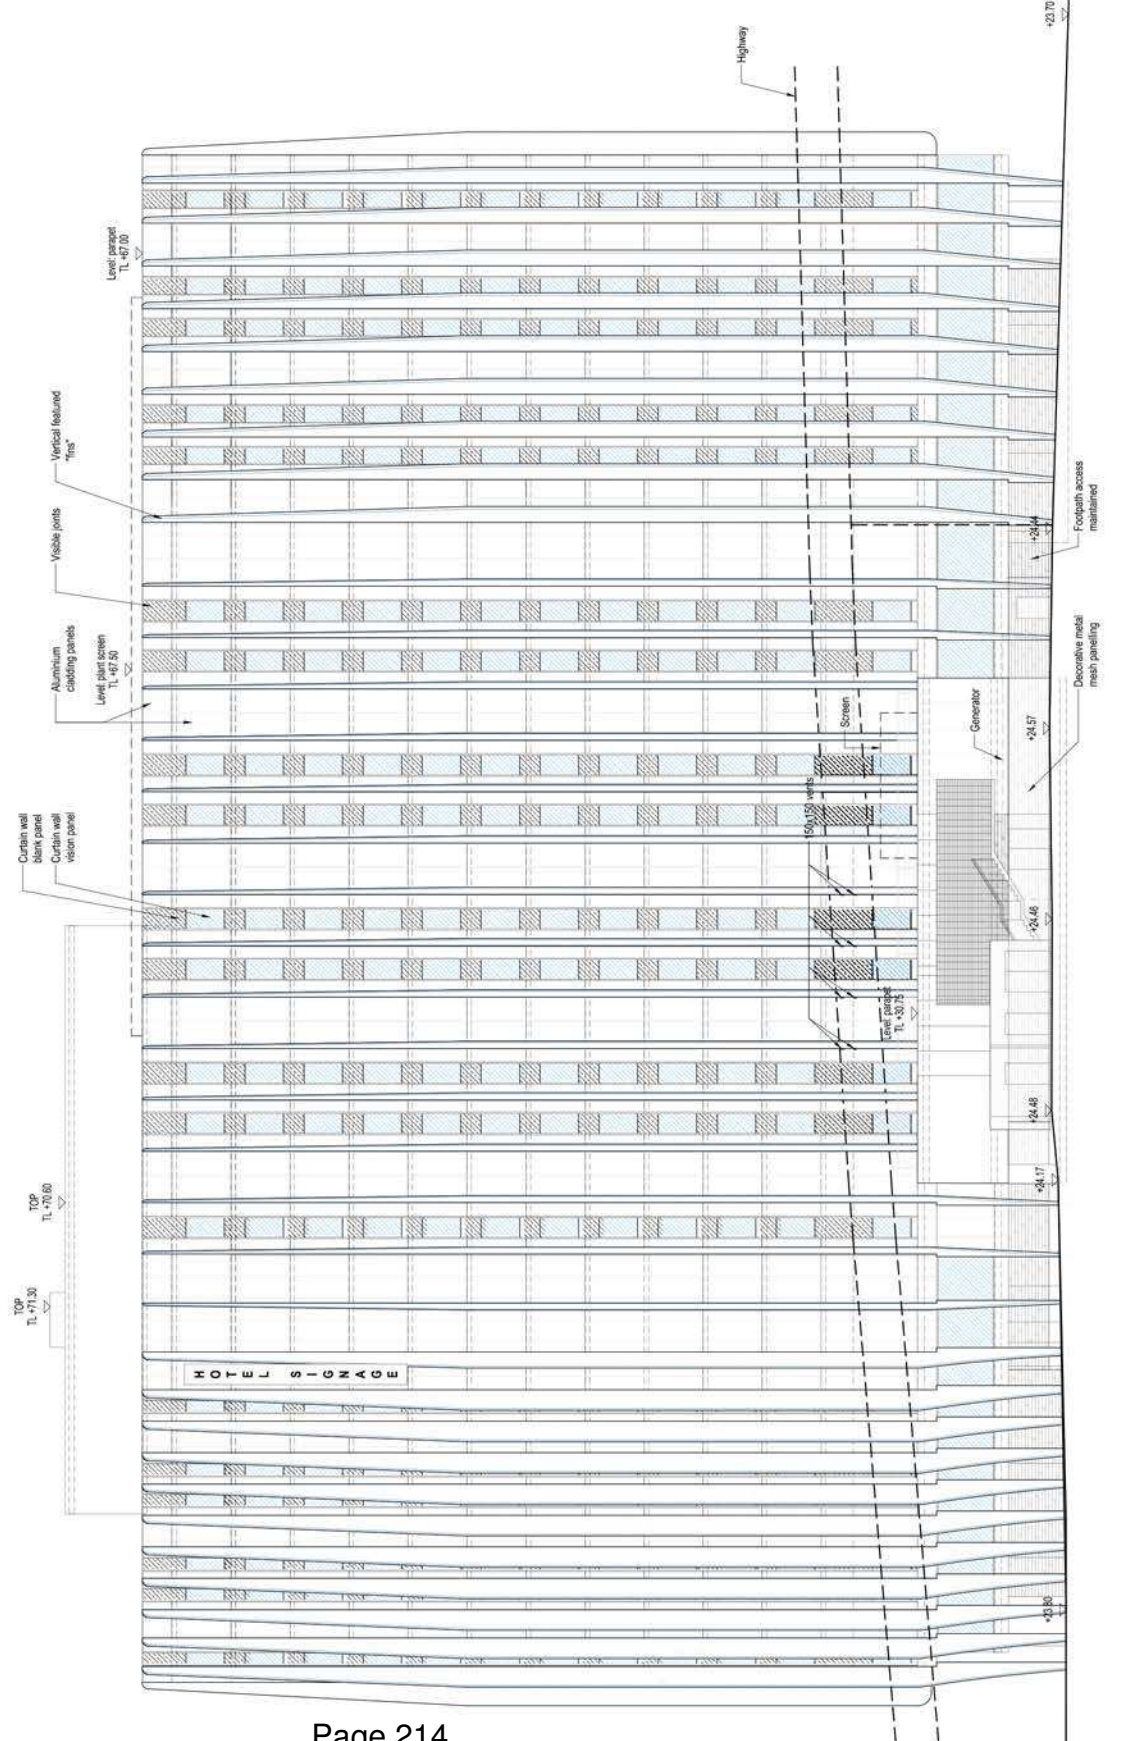 Curtain wall
blank panel
Curtain wall
vision panel
TOP
TL +71.30
TOP
TL +70.60
Aluminium
cladding panels
Level: plant screen
TL +67.50
Visible joints
Vertical featured
"fins"
Level: parapet
TL +67.00
Highway
HOTEL SIGNAGE
150x150 vents
Screen
Level: parapet
TL +30.75
Generator
Footpath access
maintained
Decorative metal
mesh panelling
+23.80
+24.17
+24.48
+24.46
+24.57
+24.44
+23.70
Page 214